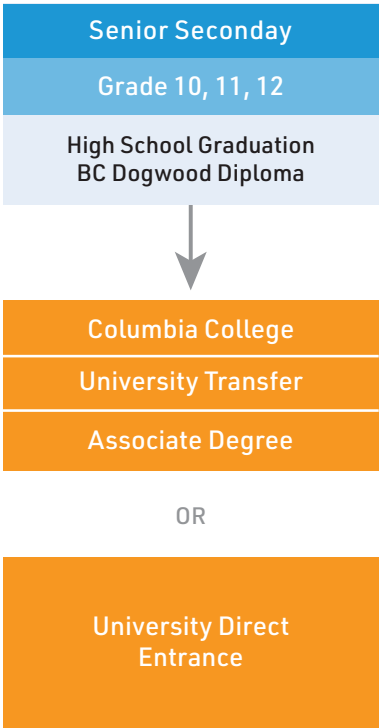 Senior Seconday
Grade 10, 11, 12
High School Graduation
BC Dogwood Diploma
Columbia College
University Transfer
Associate Degree
OR
University Direct
Entrance